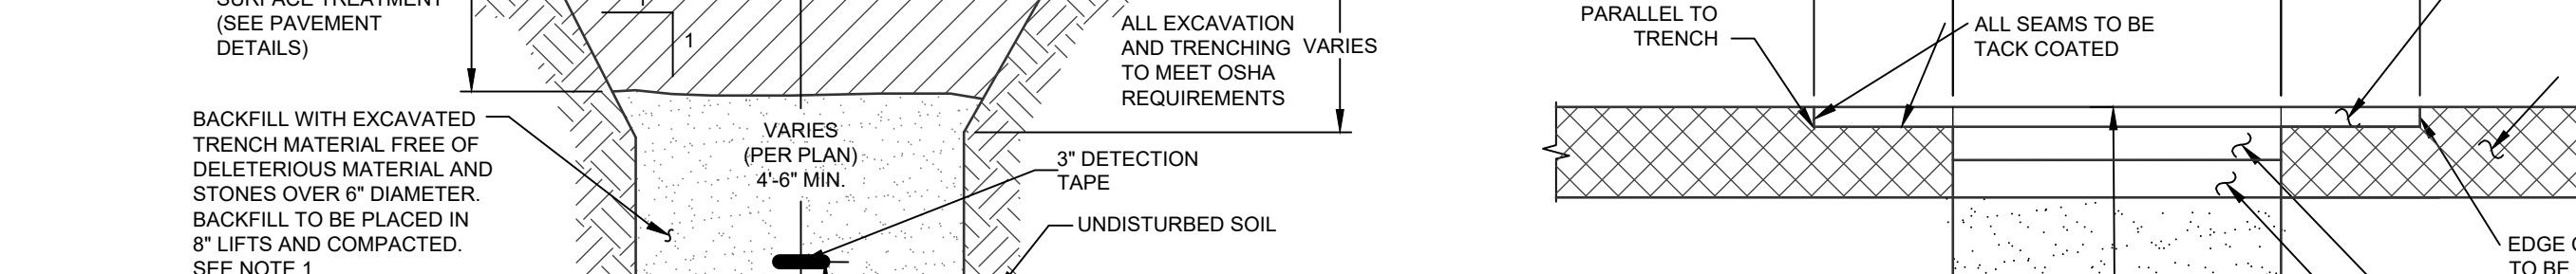 SURFACE TREATMENT
(SEE PAVEMENT
DETAILS)
1
1
ALL EXCAVATION
AND TRENCHING
TO MEET OSHA
REQUIREMENTS
VARIES
BACKFILL WITH EXCAVATED
TRENCH MATERIAL FREE OF
DELETERIOUS MATERIAL AND
STONES OVER 6" DIAMETER.
BACKFILL TO BE PLACED IN
8" LIFTS AND COMPACTED.
SEE NOTE 1
VARIES
(PER PLAN)
4'-6" MIN.
3" DETECTION
TAPE
UNDISTURBED SOIL
PARALLEL TO
TRENCH
ALL SEAMS TO BE
TACK COATED
EDGE
TO BE